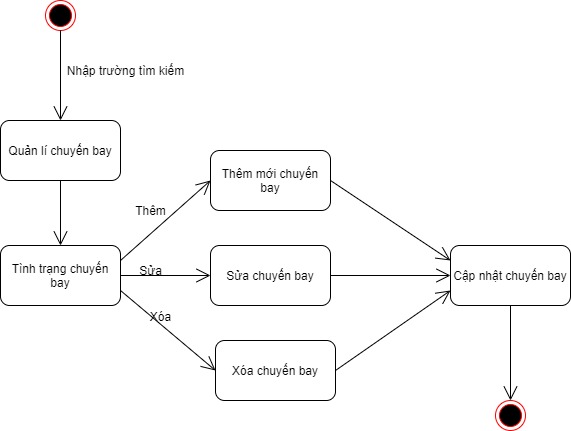 Nhập trường tìm kiếm
Quản lí chuyến bay
Thêm mới chuyến
bay
Thêm
Tình trạng chuyến
bay
Sửa
Sửa chuyến bay
Cập nhật chuyến bay
Xóa
Xóa chuyến bay